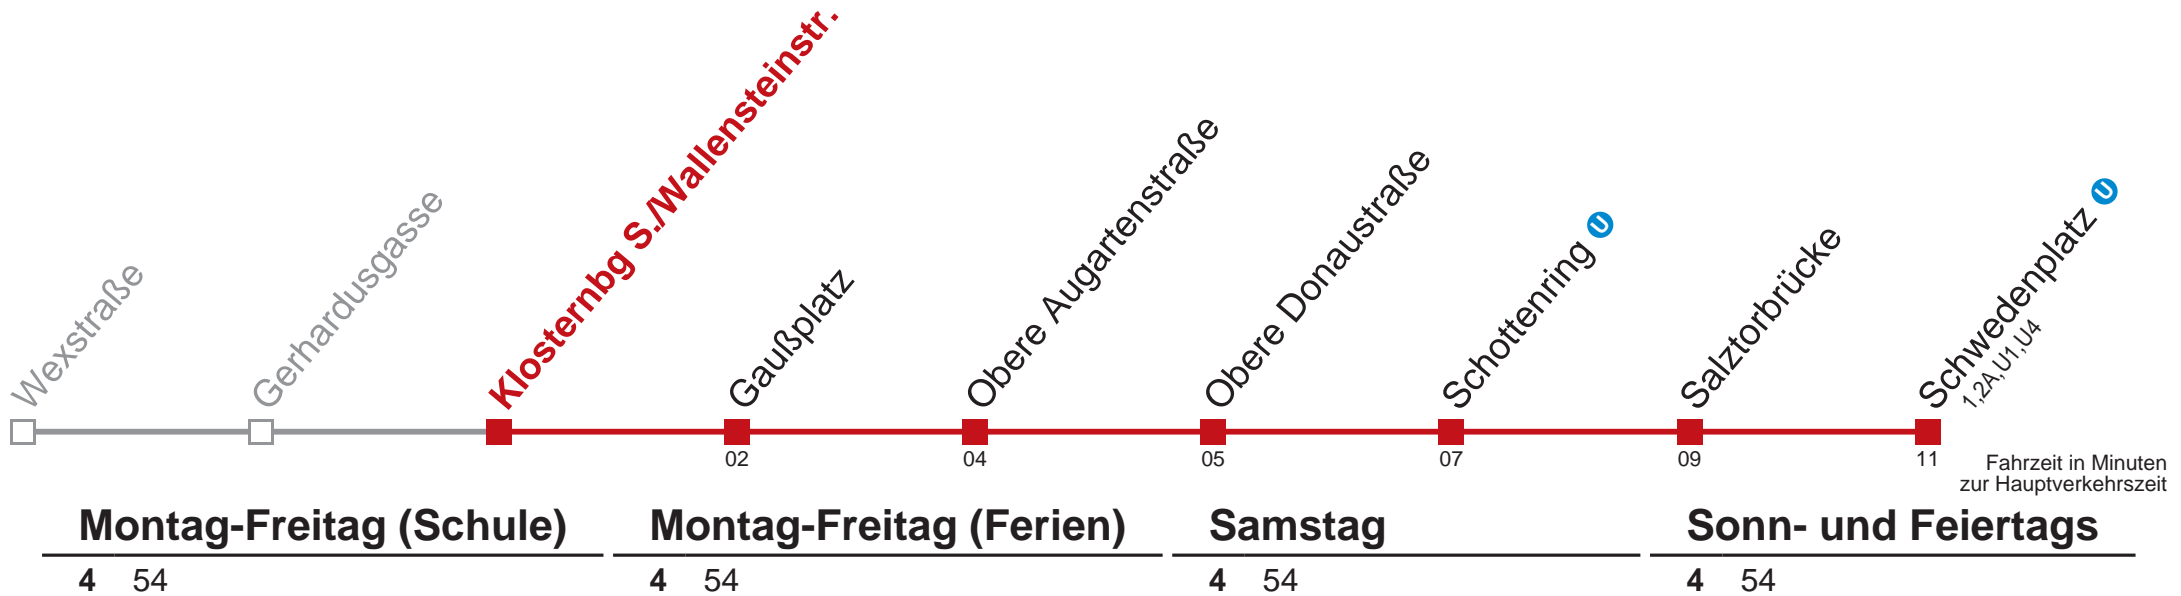 Wexstraße
Gerhardusgasse
Klosternbg S./Wallensteinstr.
Gaußplatz
Obere Augartenstraße
Obere Donaustraße
Schottenring U
Salztorbrücke
Schwedenplatz U
1,2A,U1,U4
02 04 05 07 09 11
Fahrzeit in Minuten
zur Hauptverkehrszeit
Montag-Freitag (Schule) Montag-Freitag (Ferien) Samstag Sonn- und Feiertags
4 54 4 54 4 54 4 54